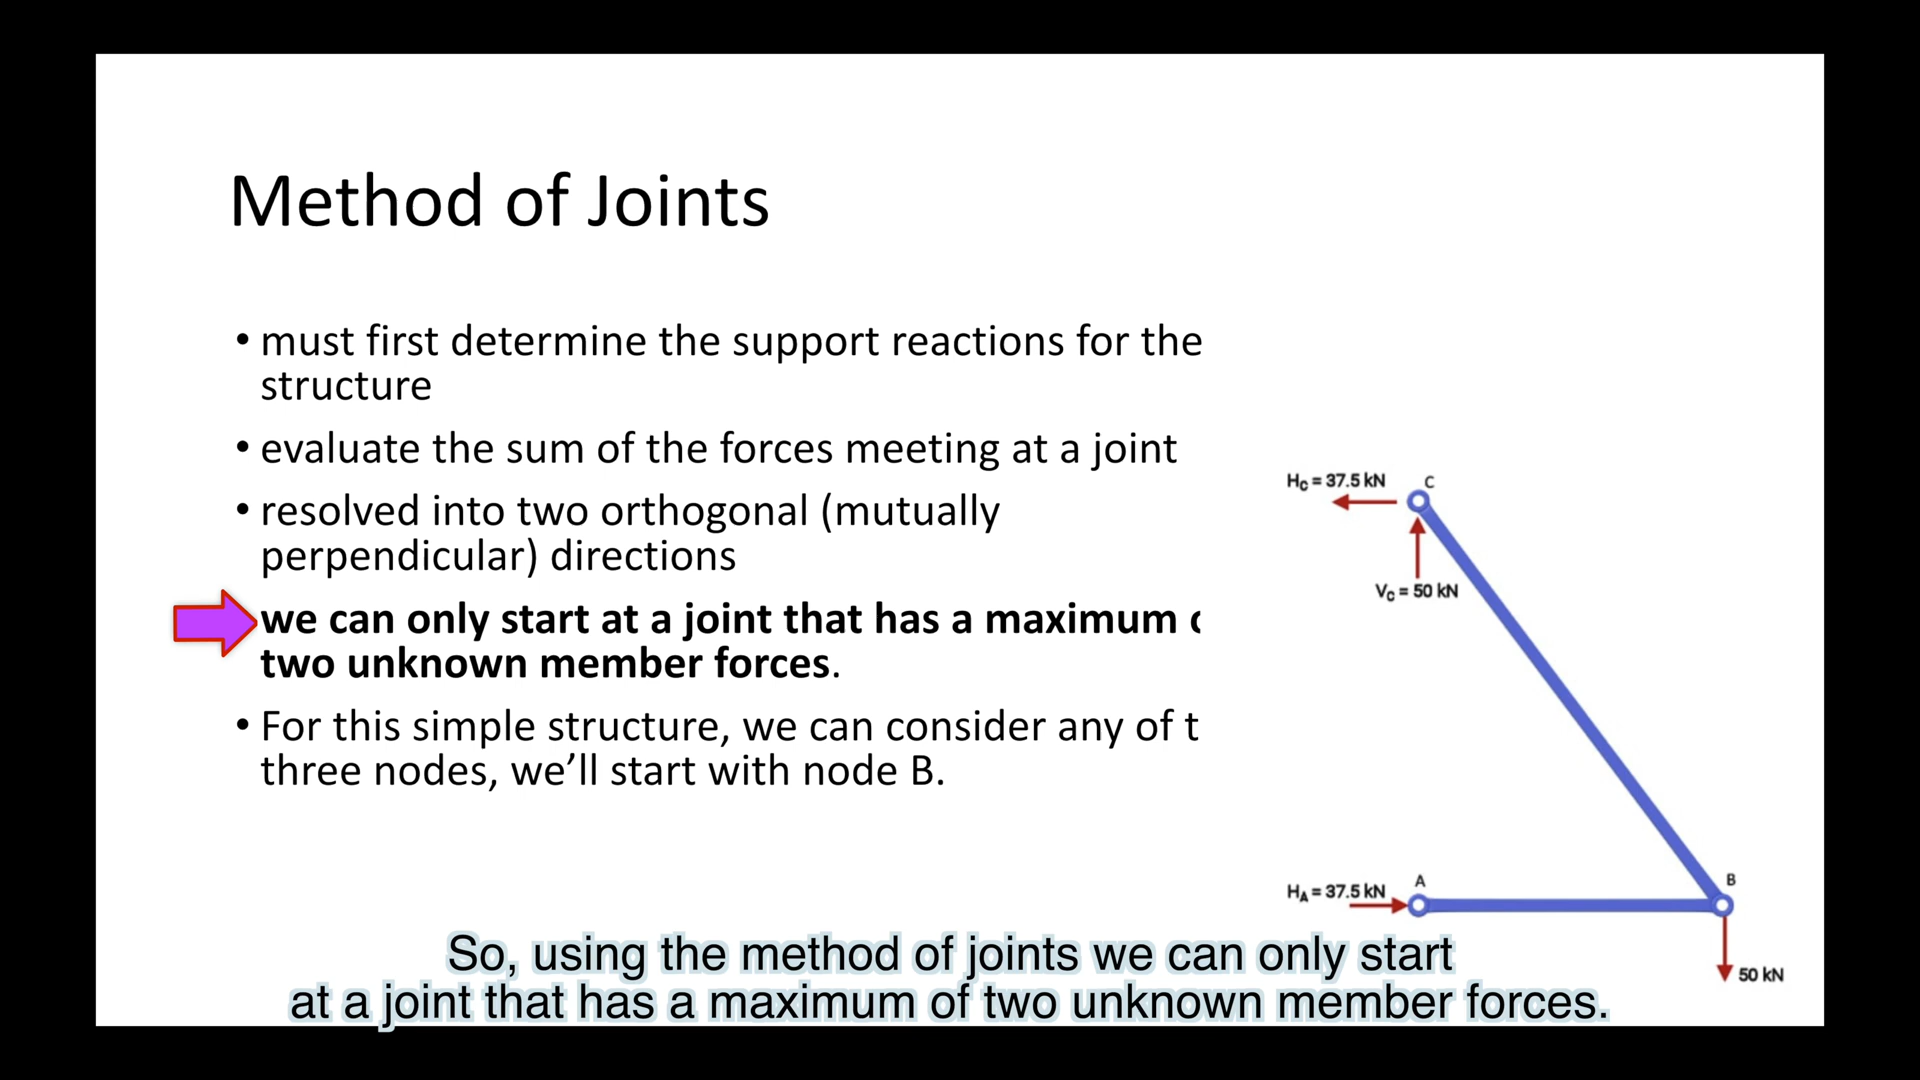 Method of Joints
• must first determine the support reactions for the
structure
• evaluate the sum of the forces meeting at a joint
• resolved into two orthogonal (mutually
perpendicular) directions
we can only start at a joint that has a maximum
two unknown member forces.
• For this simple structure, we can consider any of t
three nodes, we'll start with node B.
H_C = 37.5 kN
C
V_C = 50 kN
A
B
H_A = 37.5 kN
50 kN
So, using the method of joints we can only start
at a joint that has a maximum of two unknown member forces.